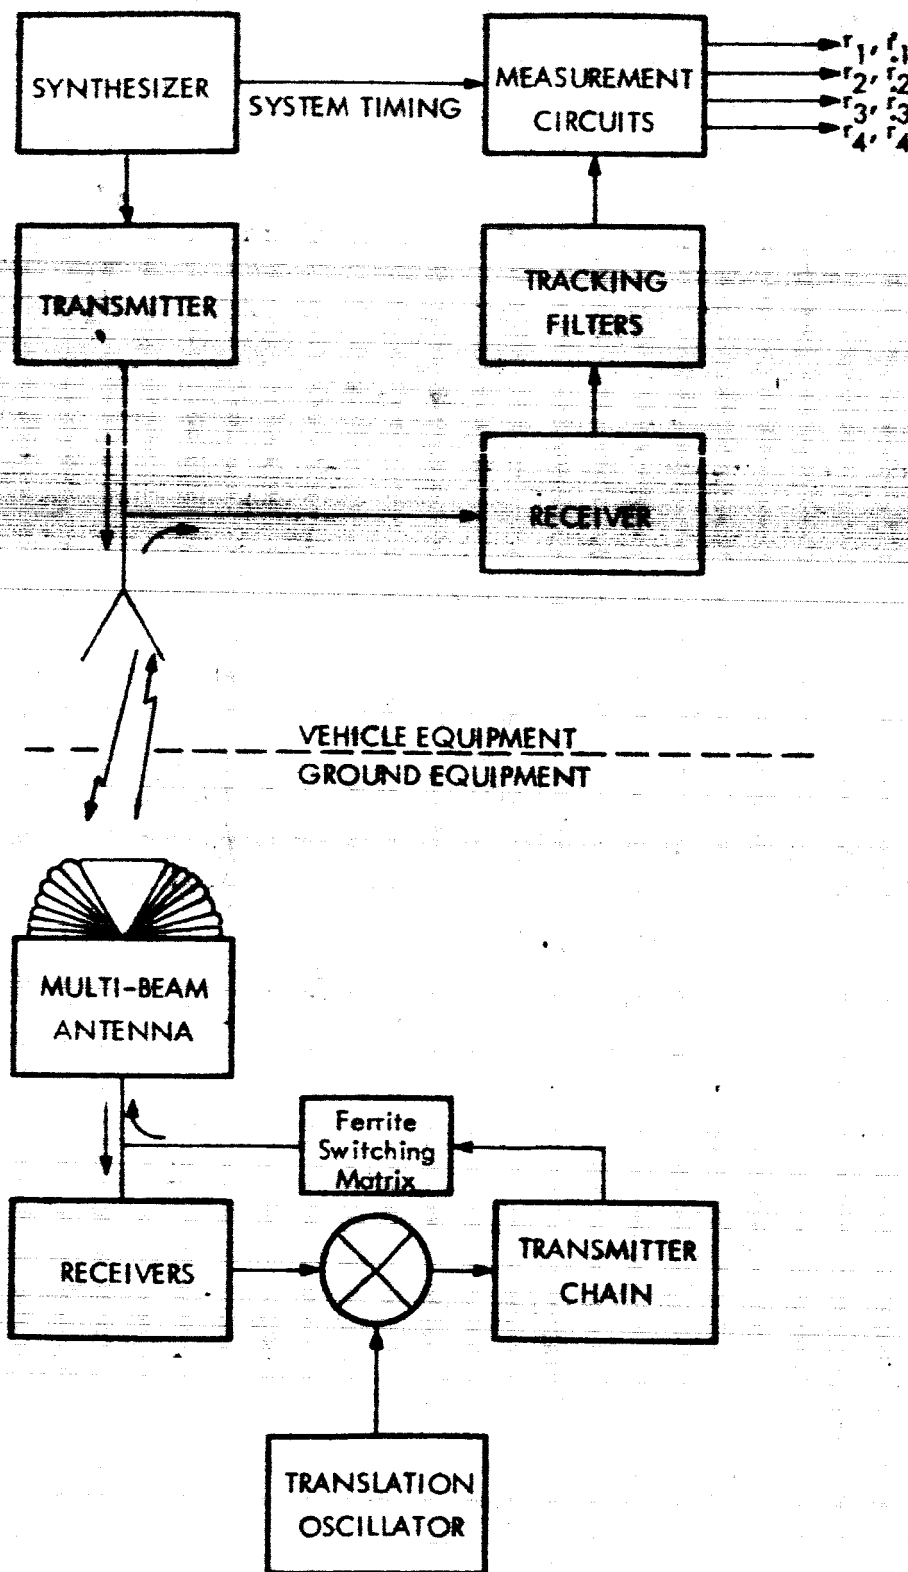 SYNTHESIZER
SYSTEM TIMING
MEASUREMENT
CIRCUITS
r1, ṙ1
r2, ṙ2
r3, ṙ3
r4, ṙ4
TRANSMITTER
TRACKING
FILTERS
RECEIVER
VEHICLE EQUIPMENT
GROUND EQUIPMENT
MULTI-BEAM
ANTENNA
Ferrite
Switching
Matrix
RECEIVERS
TRANSMITTER
CHAIN
TRANSLATION
OSCILLATOR